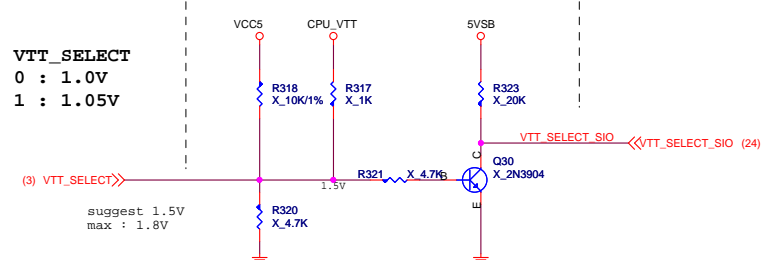 VCC5
CPU_VTT
5VSB
VTT_SELECT
0 : 1.0V
1 : 1.05V
R318
X_10K/1%
R317
X_1K
R323
X_20K
VTT_SELECT_SIO
VTT_SELECT_SIO (24)
C
Q30
X_2N3904
(3) VTT_SELECT
R321
X_4.7K
B
1.5V
E
suggest 1.5V
max : 1.8V
R320
X_4.7K